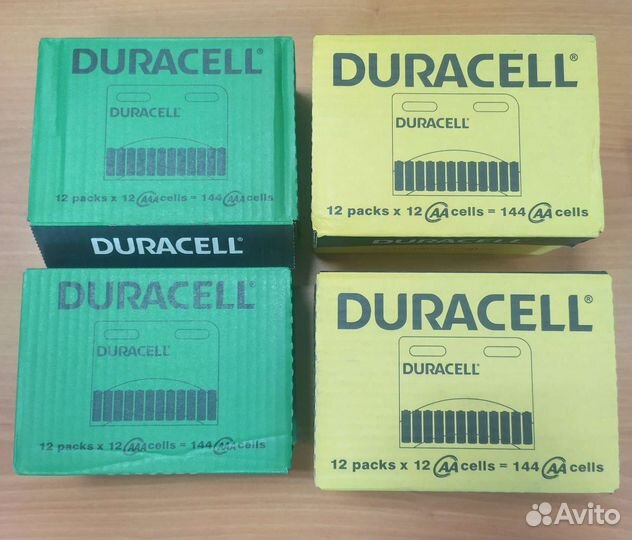 DURACELL®
DURACELL
12 packs x 12 AAA cells = 144 AAA cells
DURACELL®
DURACELL®
DURACELL
12 packs x 12 AA cells = 144 AA cells
DURACELL
DURACELL®
DURACELL
12 packs x 12 AAA cells = 144 AAA cells
DURACELL®
DURACELL
12 packs x 12 AA cells = 144 AA cells
Avito